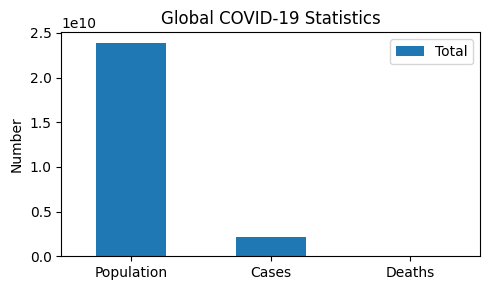 Global COVID-19 Statistics
1e10
Total
2.5
2.0
1.5
1.0
0.5
0.0
Number
Population Cases Deaths